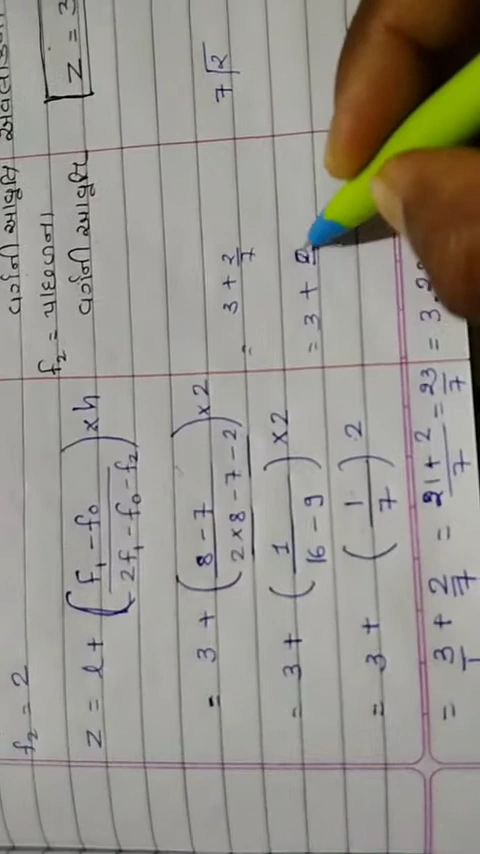 f₂ = 2
f₂ = પાછળના
વર્ગની આવૃત્તિ
Z = l + (f₁ - f₀ / 2f₁ - f₀ - f₂) × h
= 3 + (8 - 7 / 2 × 8 - 7 - 2) × 2
= 3 + (1 / 16 - 9) × 2
= 3 + (1 / 7) 2
= 3/1 + 2/7 = 21 + 2 / 7 = 23/7 = 3.2
વર્ગની આવૃત્તિ
Z = 3
= 3 + 2/7
7√2
= 3 +